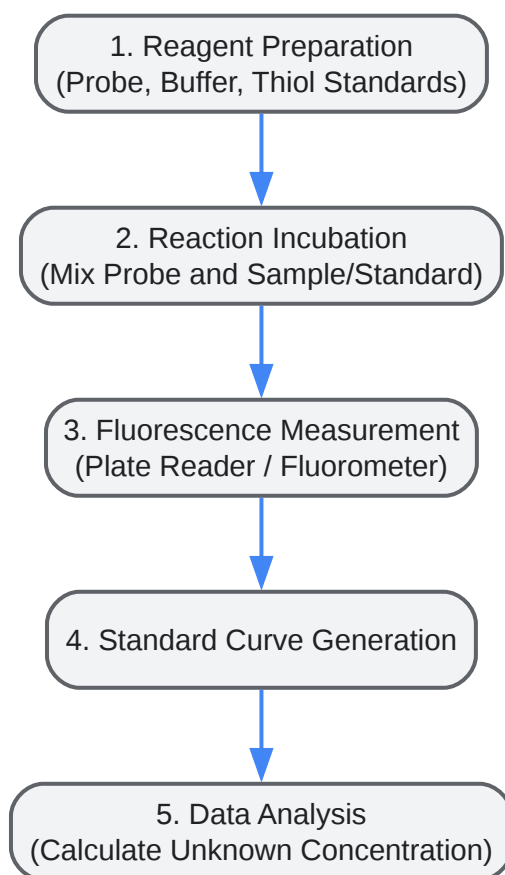 1. Reagent Preparation
(Probe, Buffer, Thiol Standards)
2. Reaction Incubation
(Mix Probe and Sample/Standard)
3. Fluorescence Measurement
(Plate Reader / Fluorometer)
4. Standard Curve Generation
5. Data Analysis
(Calculate Unknown Concentration)